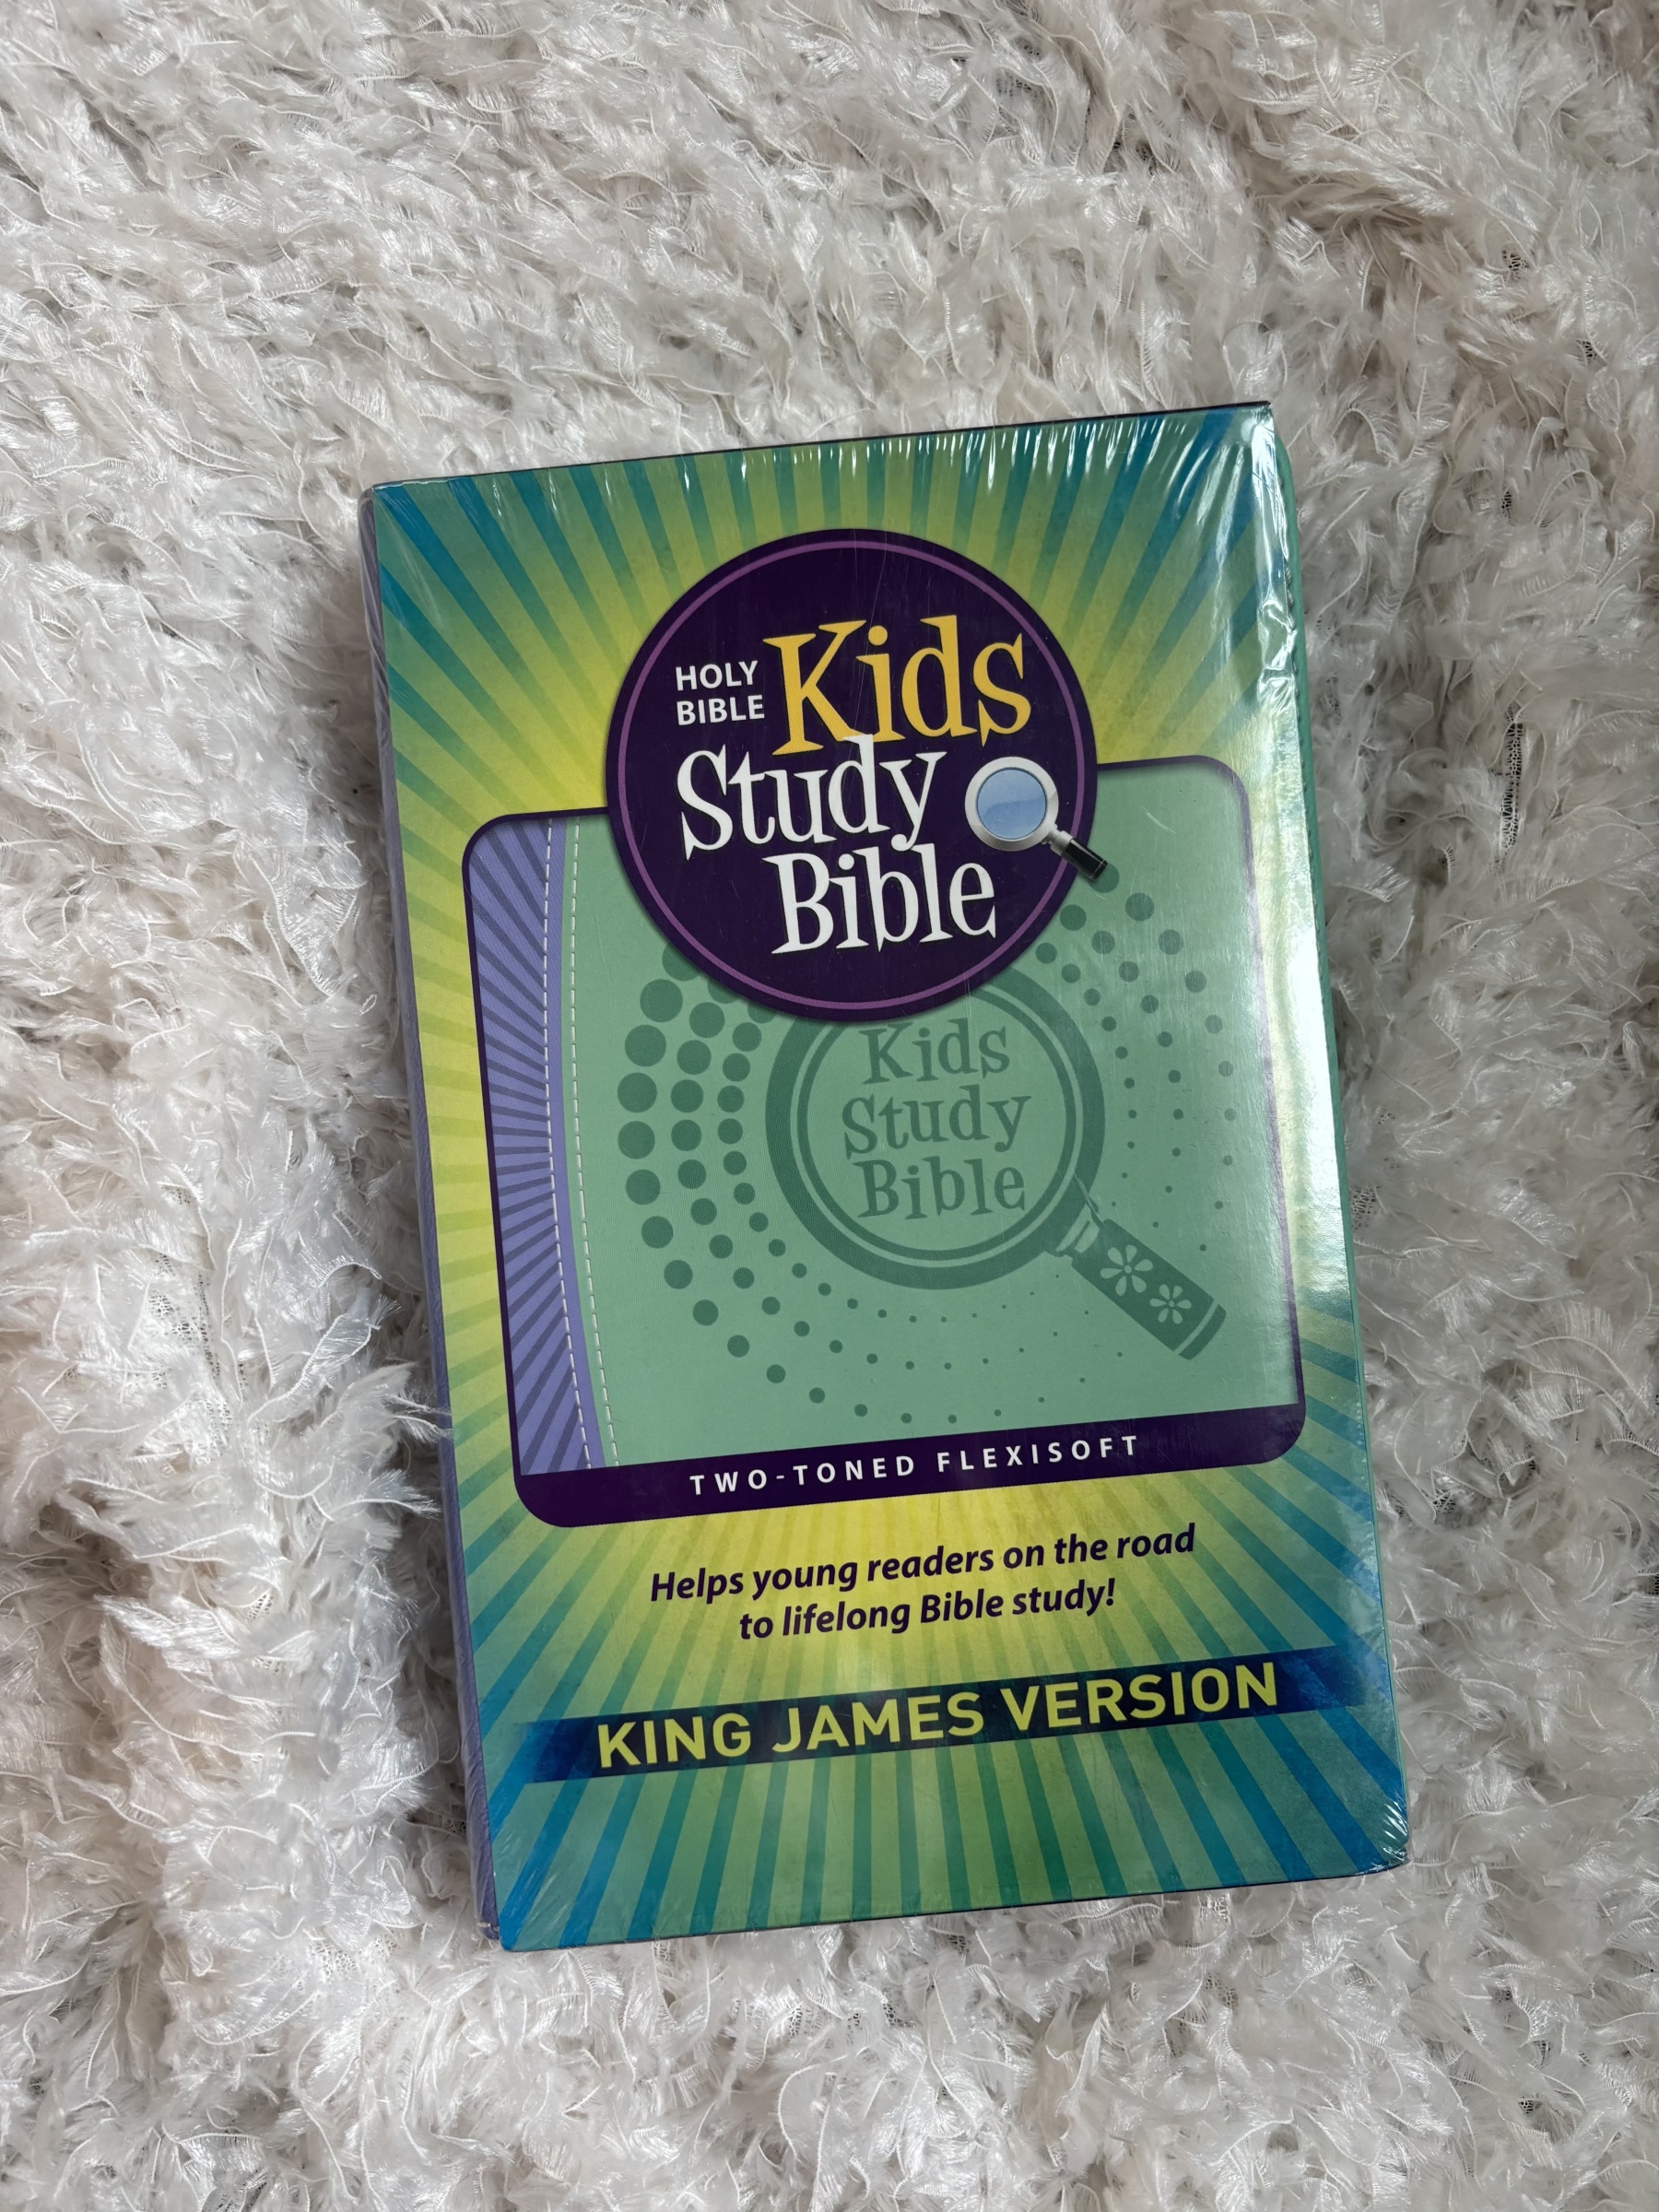 HOLY
BIBLE
Kids
Study
Bible
Kids
Study
Bible
TWO-TONED FLEXISOFT
Helps young readers on the road
to lifelong Bible study!
KING JAMES VERSION